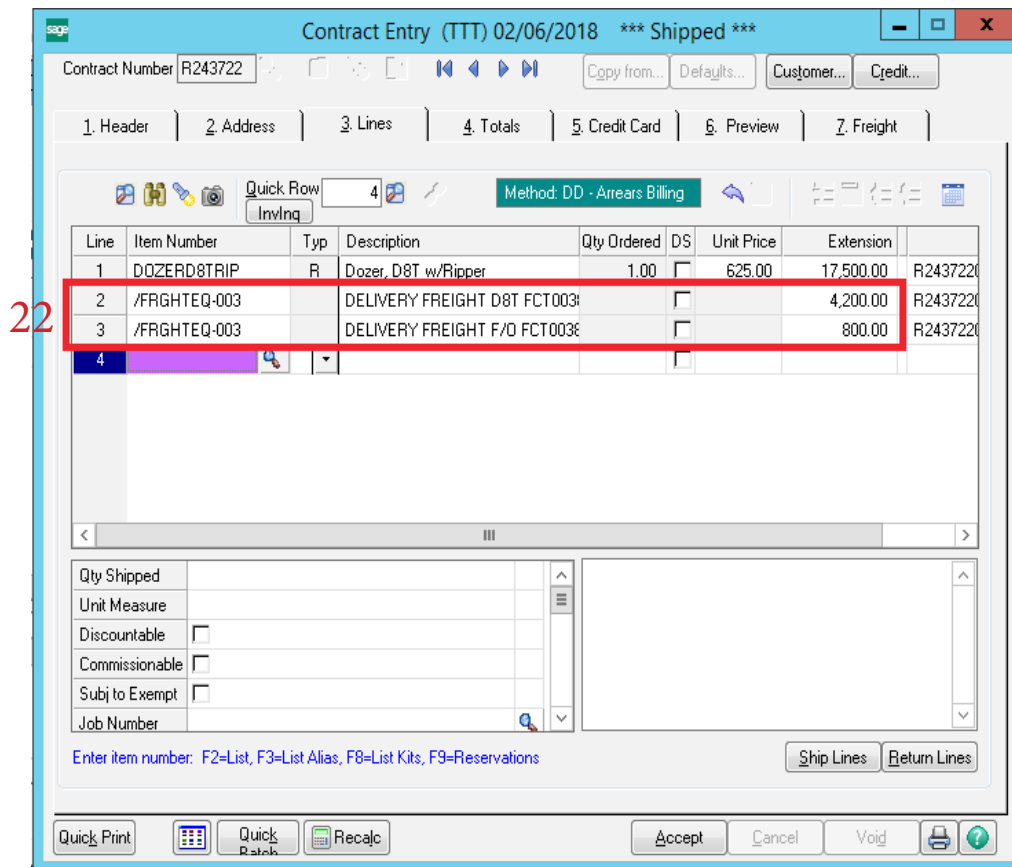 sage Contract Entry (TTT) 02/06/2018 *** Shipped *** x
Contract Number R243722 Copy from... Defaults... Customer... Credit...
1. Header 2. Address 3. Lines 4. Totals 5. Credit Card 6. Preview 7. Freight
Quick Row 4 Method: DD - Arrears Billing
InvInq
Line Item Number Typ Description Qty Ordered DS Unit Price Extension
1 DOZERD8TRIP R Dozer, D8T w/Ripper 1.00 625.00 17,500.00 R2437220
22
2 /FRGHTEQ-003 DELIVERY FREIGHT D8T FCT003 4,200.00 R243722
3 /FRGHTEQ-003 DELIVERY FREIGHT F/O FCT003 800.00 R243722
4
Qty Shipped
Unit Measure
Discountable
Commissionable
Subj to Exempt
Job Number
Enter item number: F2=List, F3=List Alias, F8=List Kits, F9=Reservations Ship Lines Return Lines
Quick Print Quick Batch Recalc Accept Cancel Void ?